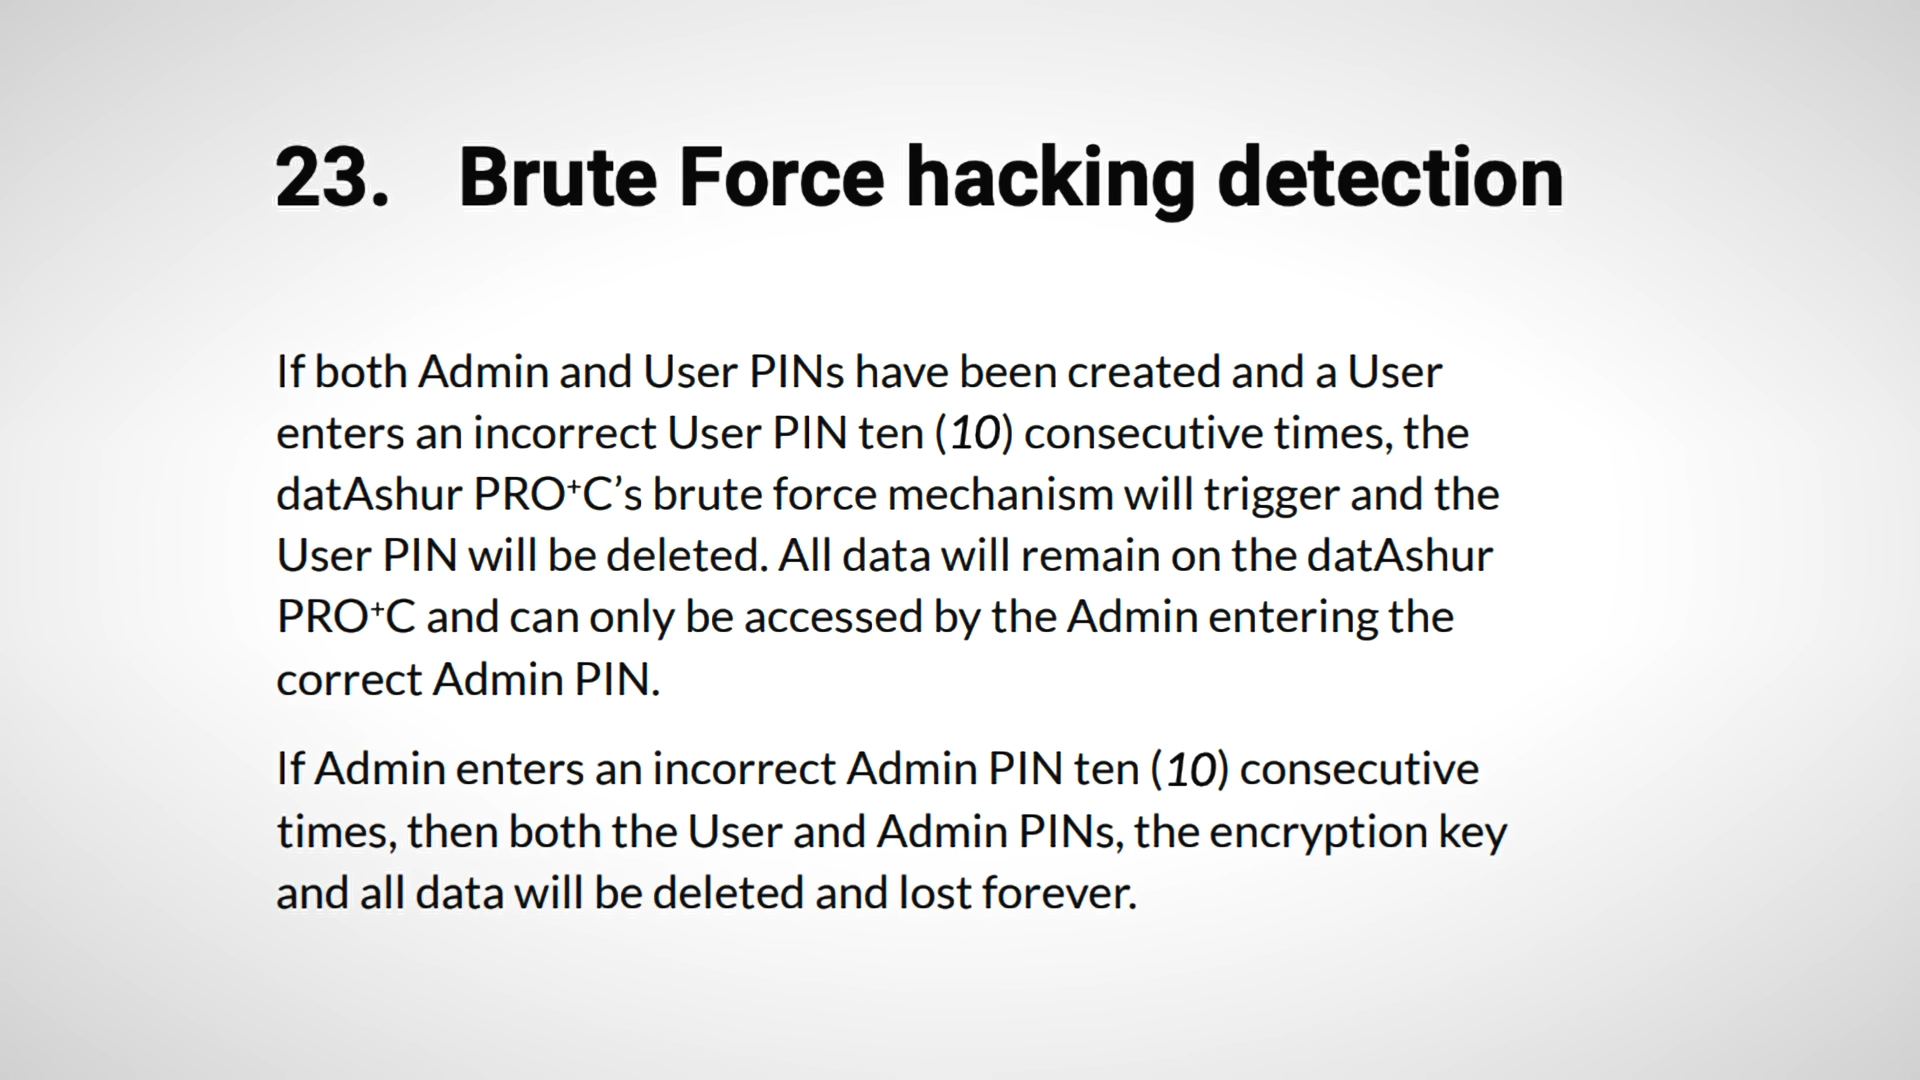 23. Brute Force hacking detection
If both Admin and User PINs have been created and a User
enters an incorrect User PIN ten (10) consecutive times, the
datAshur PRO⁺C’s brute force mechanism will trigger and the
User PIN will be deleted. All data will remain on the datAshur
PRO⁺C and can only be accessed by the Admin entering the
correct Admin PIN.
If Admin enters an incorrect Admin PIN ten (10) consecutive
times, then both the User and Admin PINs, the encryption key
and all data will be deleted and lost forever.